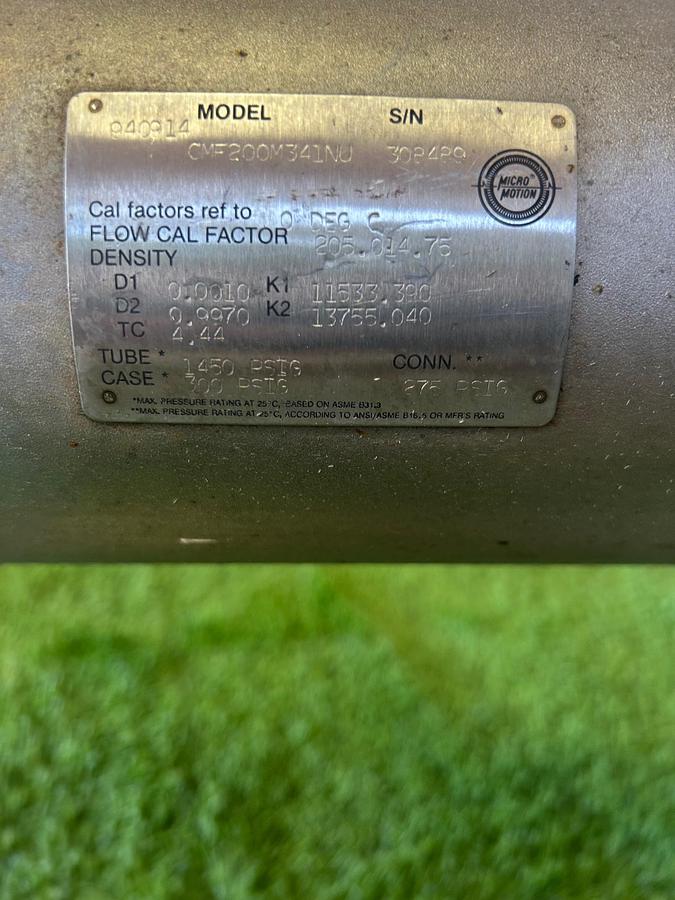 MODEL S/N
940914
CMF200M341NU 308489
MICRO
MOTION
Cal factors ref to 0 DEG C
FLOW CAL FACTOR 205.014.75
DENSITY
D1 0.0010 K1 11533.390
D2 0.9970 K2 13755.040
TC 4.44
TUBE * 1450 PSIG CONN. **
CASE * 300 PSIG 275 PSIG
*MAX. PRESSURE RATING AT 25°C, BASED ON ASME B31.3
**MAX. PRESSURE RATING AT 25°C, ACCORDING TO ANSI/ASME B16.5 OR MFR'S RATING